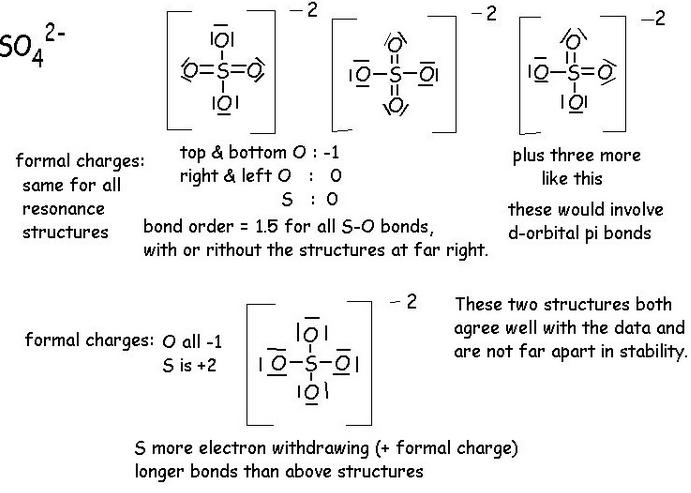 SO₄²⁻
−2
−2
−2
|O|
O=S=O
|O|
O
|O−S−O|
O
O
|O−S=O
|O|
formal charges:
same for all
resonance
structures
top & bottom O : -1
right & left O : 0
S : 0
bond order = 1.5 for all S-O bonds,
with or rithout the structures at far right.
plus three more
like this
these would involve
d-orbital pi bonds
formal charges: O all -1
S is +2
−2
|O|
|O−S−O|
|O|
These two structures both
agree well with the data and
are not far apart in stability.
S more electron withdrawing (+ formal charge)
longer bonds than above structures